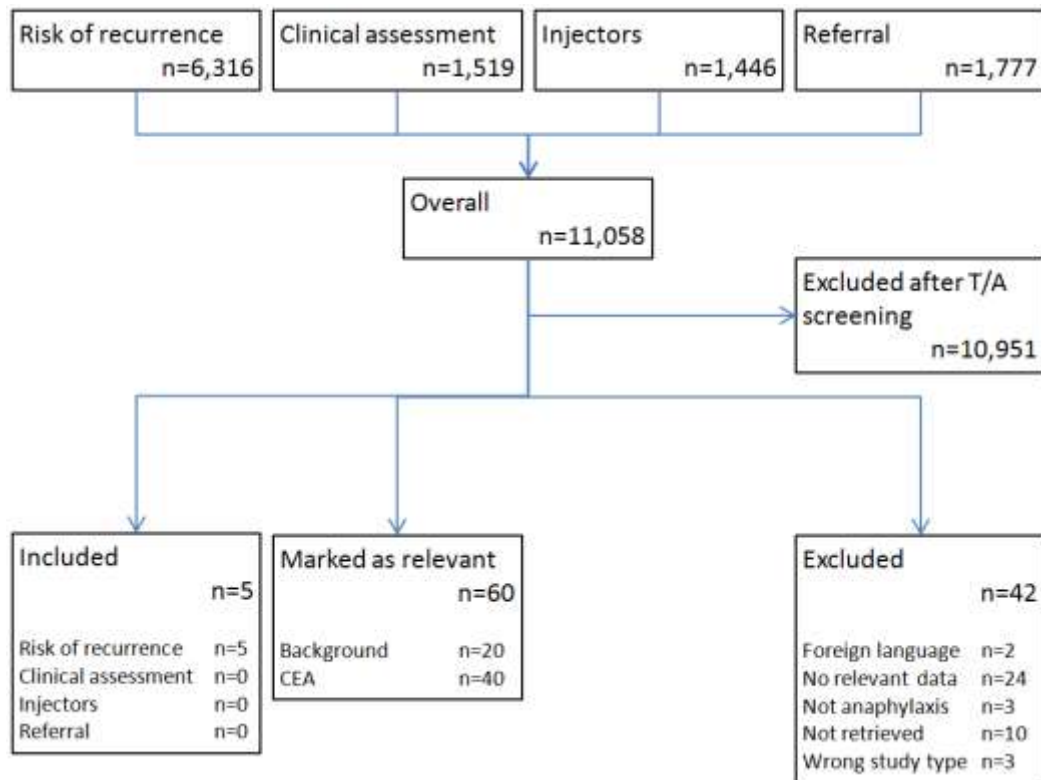 Risk of recurrence
n=6,316
Clinical assessment
n=1,519
Injectors
n=1,446
Referral
n=1,777
Overall
n=11,058
Excluded after T/A
screening
n=10,951
Included
n=5
Risk of recurrence n=5
Clinical assessment n=0
Injectors n=0
Referral n=0
Marked as relevant
n=60
Background n=20
CEA n=40
Excluded
n=42
Foreign language n=2
No relevant data n=24
Not anaphylaxis n=3
Not retrieved n=10
Wrong study type n=3